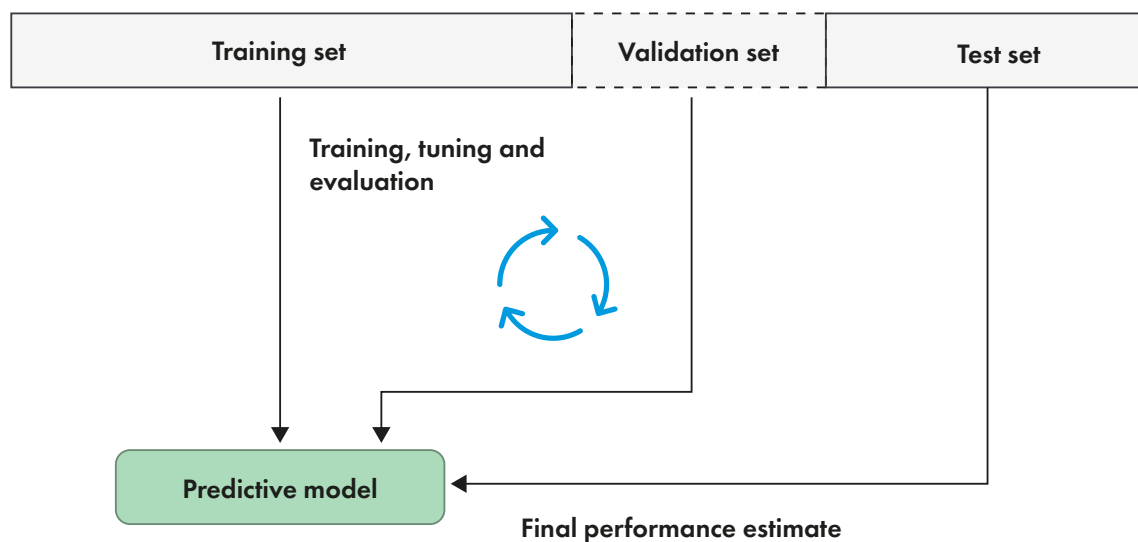 Training set
Validation set
Test set
Training, tuning and
evaluation
Predictive model
Final performance estimate